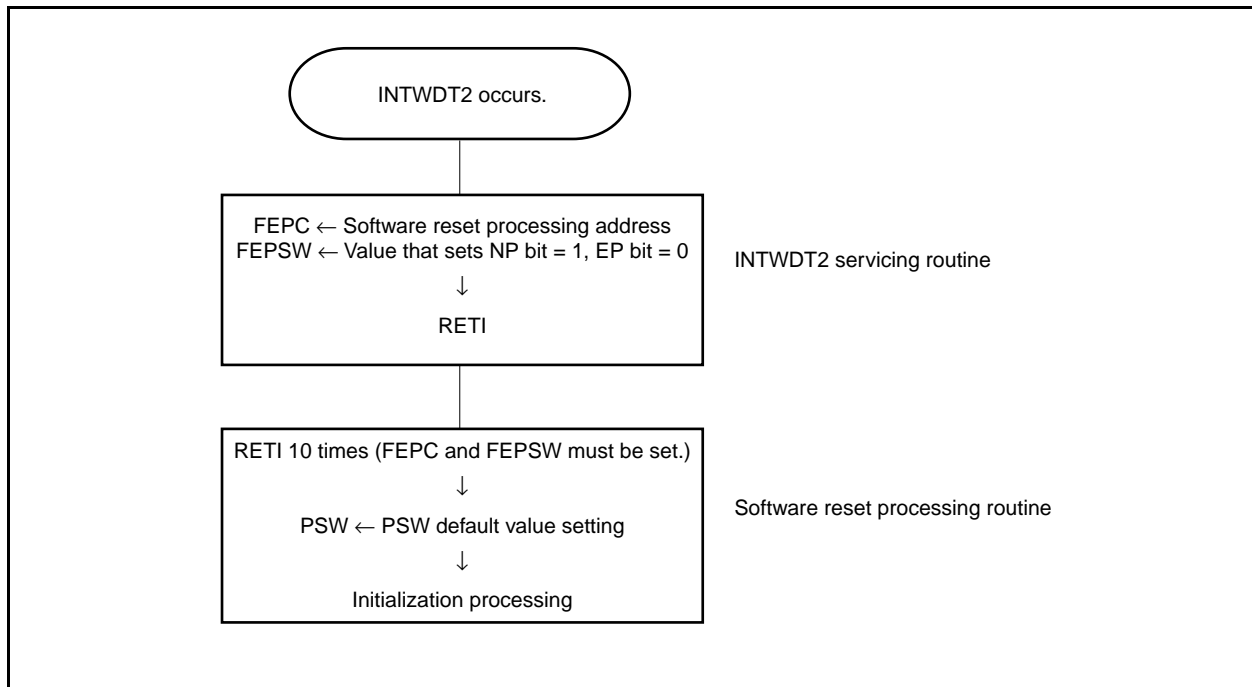 INTWDT2 occurs.
FEPC ← Software reset processing address
FEPSW ← Value that sets NP bit = 1, EP bit = 0
↓
RETI
INTWDT2 servicing routine
RETI 10 times (FEPC and FEPSW must be set.)
↓
PSW ← PSW default value setting
↓
Initialization processing
Software reset processing routine